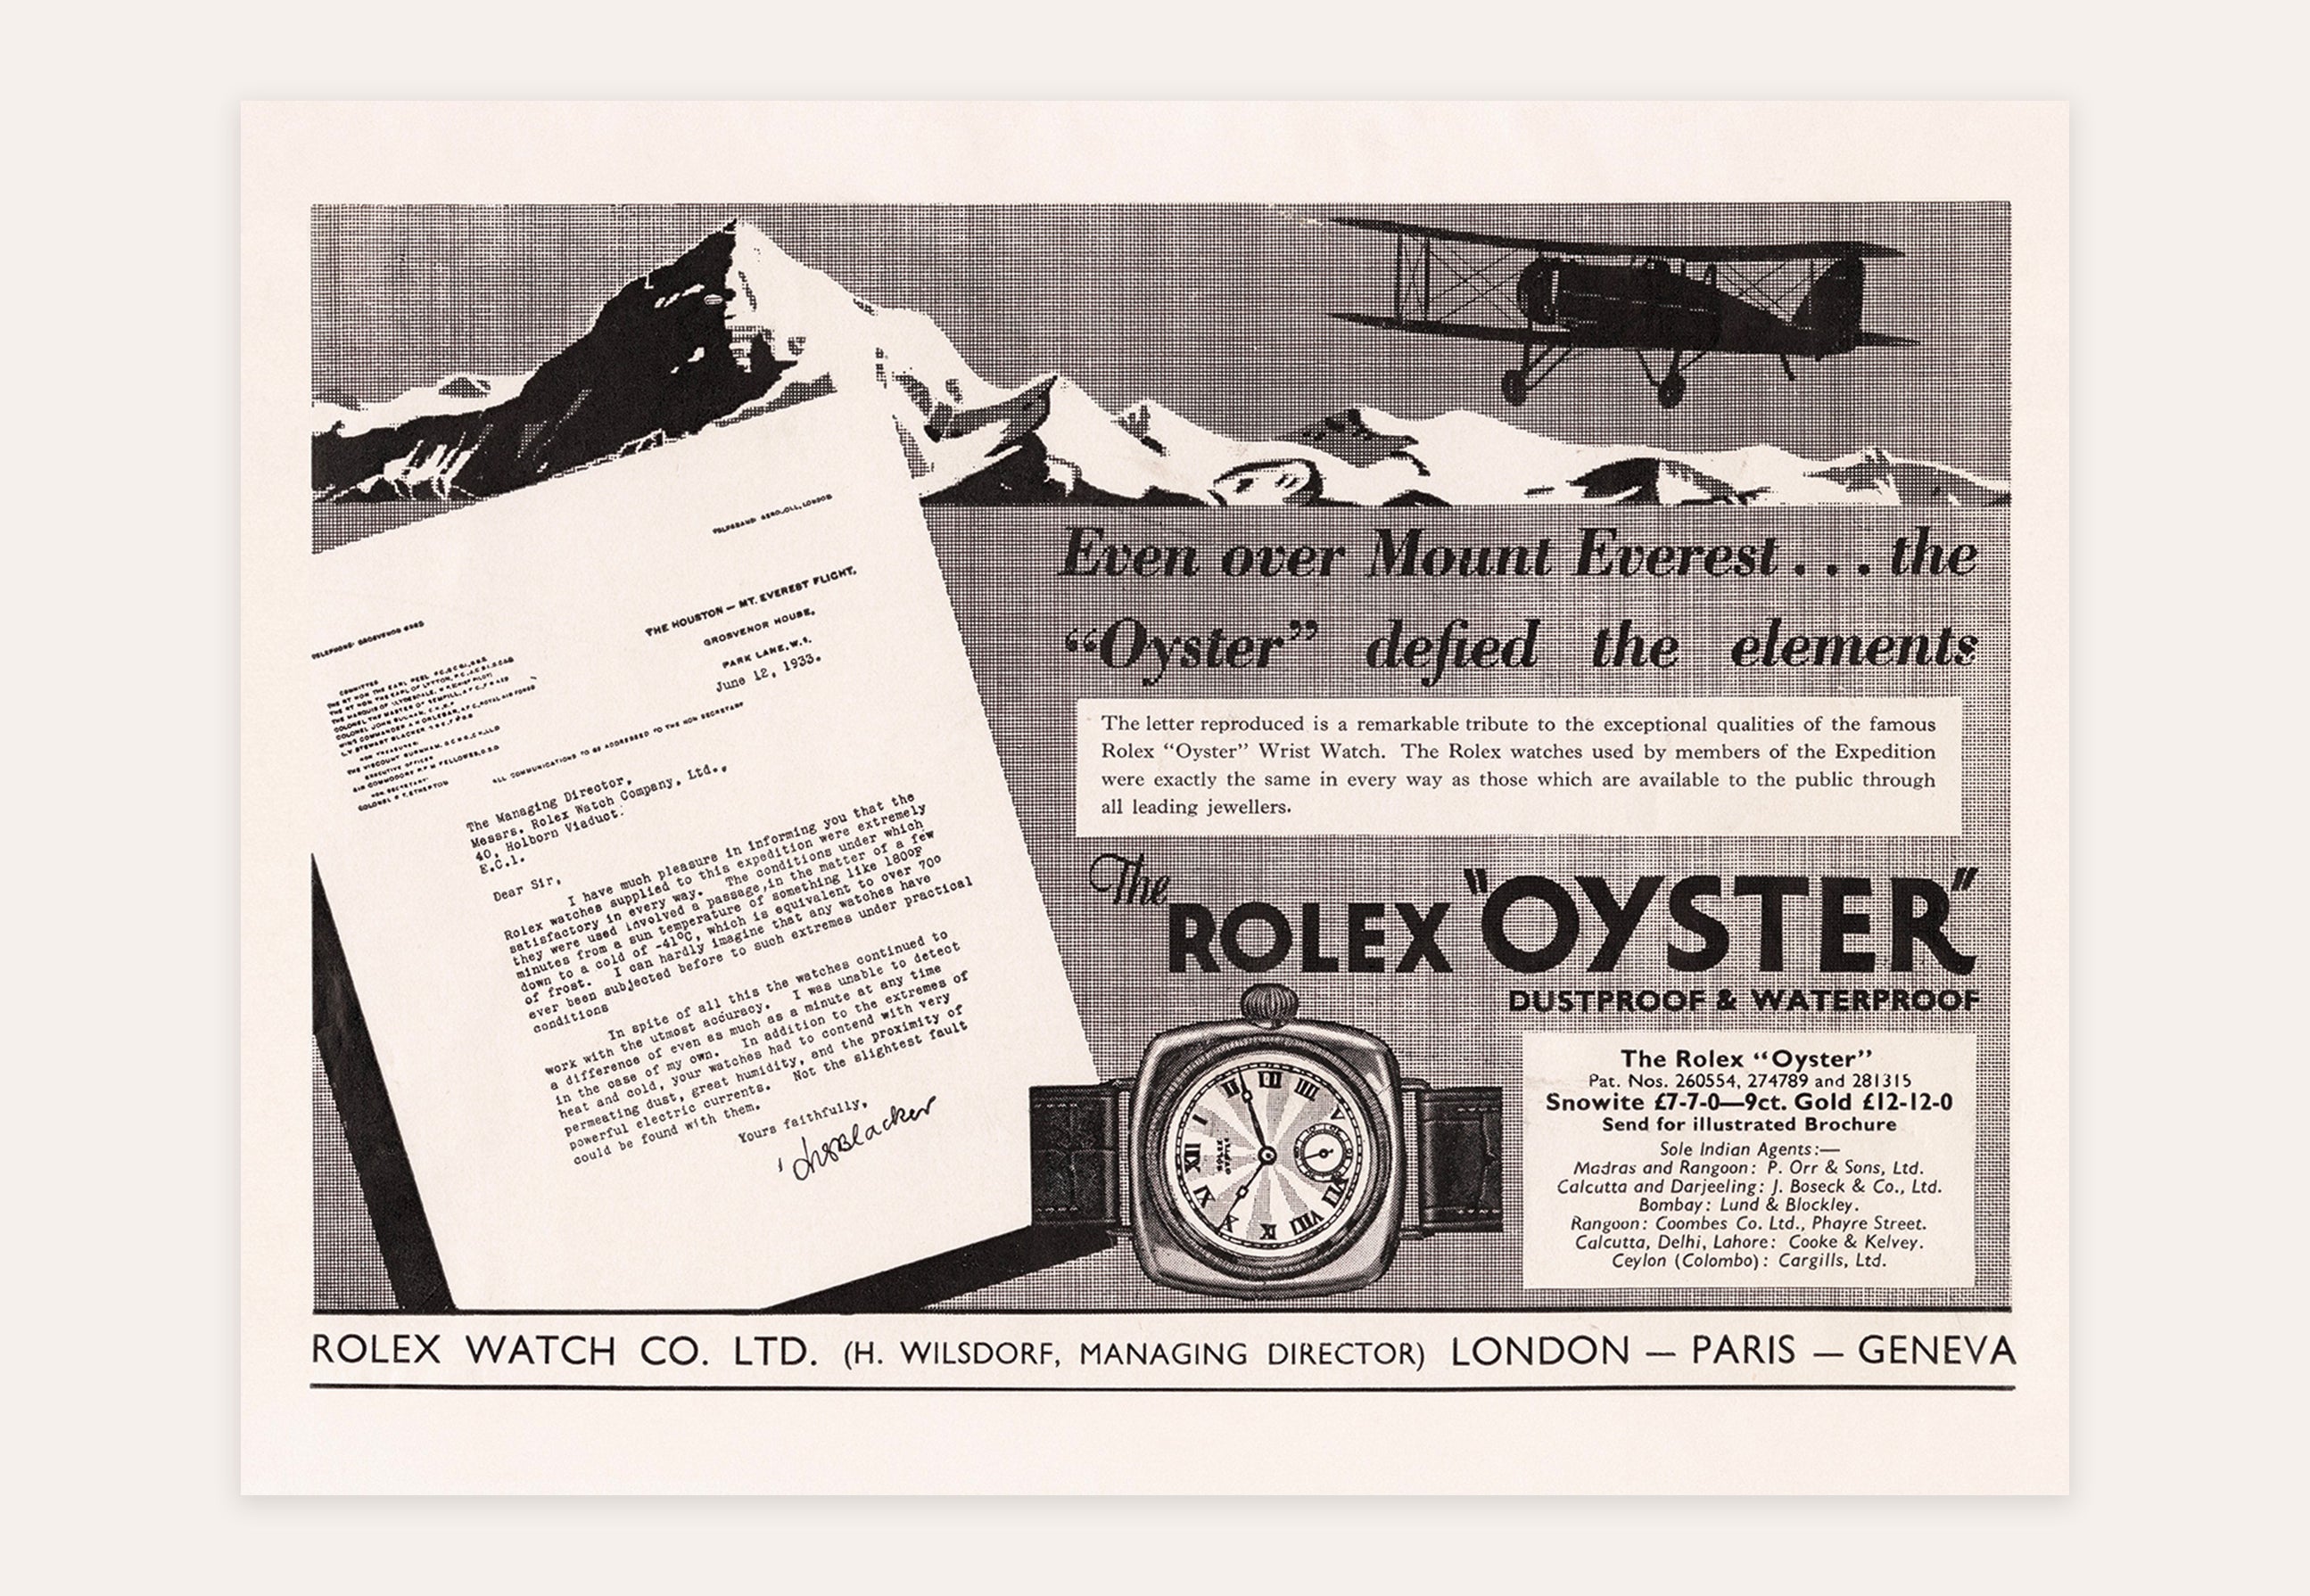 TELEGRAMS: AEROJOLL, LONDON
THE HOUSTON — MT. EVEREST FLIGHT,
GROSVENOR HOUSE,
PARK LANE, W.1.
June 12, 1933.
COMMITTEE
ALL COMMUNICATIONS TO BE ADDRESSED TO THE HON SECRETARY
The Managing Director,
Messrs. Rolex Watch Company, Ltd.,
40, Holborn Viaduct.
E.C.1.
Dear Sir,
I have much pleasure in informing you that the
Rolex watches supplied to this expedition were extremely
satisfactory in every way. The conditions under which
they were used involved a passage, in the matter of a few
minutes from a sun temperature of something like 180°F
down to a cold of -41°C, which is equivalent to over 70°
of frost. I can hardly imagine that any watches have
ever been subjected before to such extremes under practical
conditions
In spite of all this the watches continued to
work with the utmost accuracy. I was unable to detect
a difference of even as much as a minute at any time
in the case of my own. In addition to the extremes of
heat and cold, your watches had to contend with very
permeating dust, great humidity, and the proximity of
powerful electric currents. Not the slightest fault
could be found with them.
Yours faithfully,
Blacker
Even over Mount Everest... the
“Oyster” defied the elements
The letter reproduced is a remarkable tribute to the exceptional qualities of the famous
Rolex “Oyster” Wrist Watch. The Rolex watches used by members of the Expedition
were exactly the same in every way as those which are available to the public through
all leading jewellers.
The
ROLEX "OYSTER"
DUSTPROOF & WATERPROOF
ROLEX
OYSTER
The Rolex “Oyster”
Pat. Nos. 260554, 274789 and 281315
Snowite £7-7-0—9ct. Gold £12-12-0
Send for illustrated Brochure
Sole Indian Agents:—
Madras and Rangoon: P. Orr & Sons, Ltd.
Calcutta and Darjeeling: J. Boseck & Co., Ltd.
Bombay: Lund & Blockley.
Rangoon: Coombes Co. Ltd., Phayre Street.
Calcutta, Delhi, Lahore: Cooke & Kelvey.
Ceylon (Colombo): Cargills, Ltd.
ROLEX WATCH CO. LTD. (H. WILSDORF, MANAGING DIRECTOR) LONDON — PARIS — GENEVA